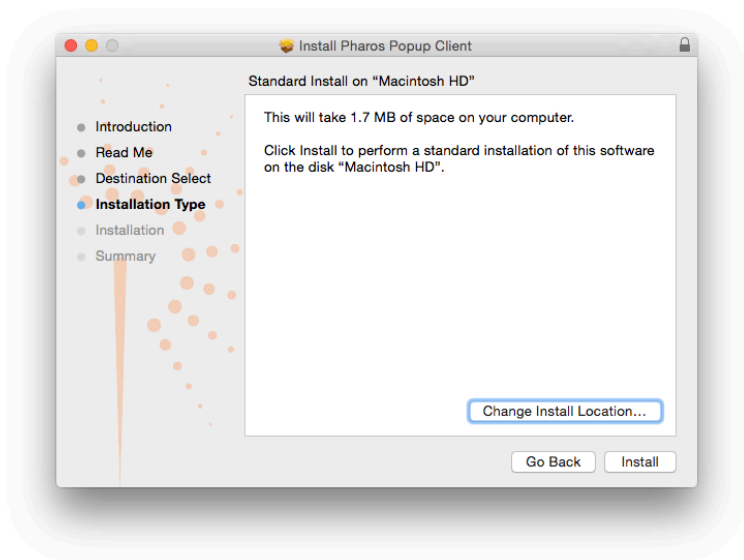 Install Pharos Popup Client
Standard Install on “Macintosh HD”
Introduction
Read Me
Destination Select
Installation Type
Installation
Summary
This will take 1.7 MB of space on your computer.
Click Install to perform a standard installation of this software
on the disk “Macintosh HD”.
Change Install Location...
Go Back
Install